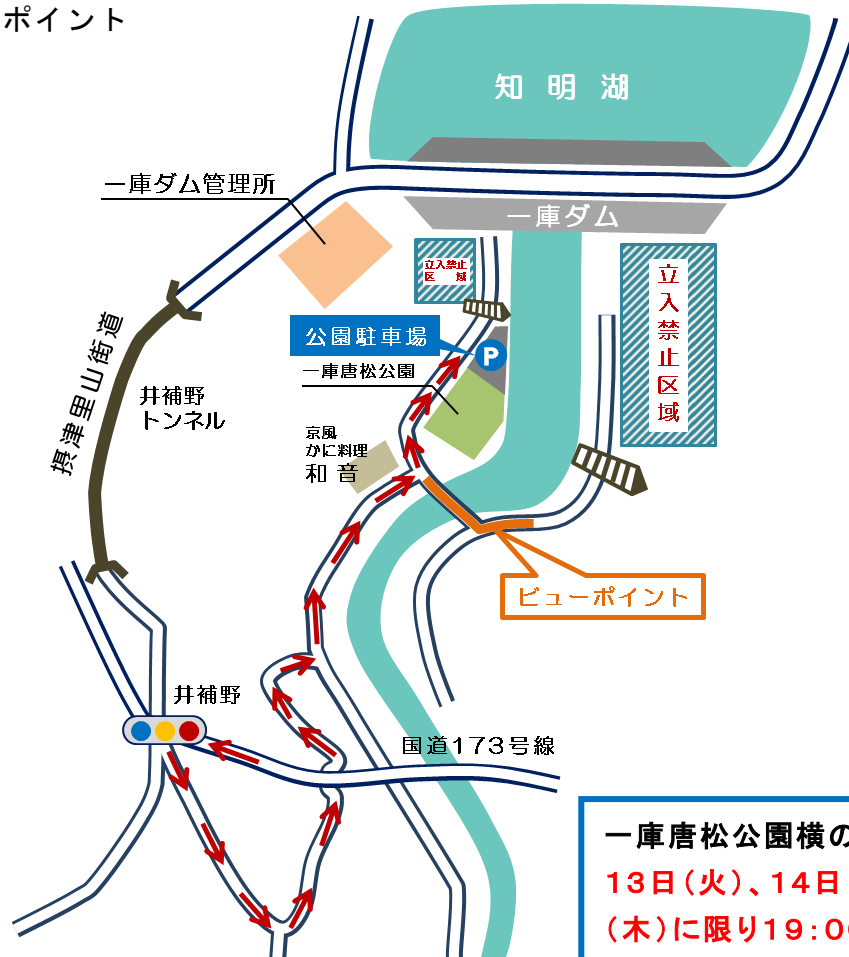 ポイント
知明湖
一庫ダム管理所
一庫ダム
立入禁止
区域
立入禁止区域
公園駐車場
P
一庫唐松公園
摂津里山街道
井補野
トンネル
京風
かに料理
和音
ビューポイント
井補野
国道173号線
一庫唐松公園横の
13日(火)、14日
(木)に限り19:0